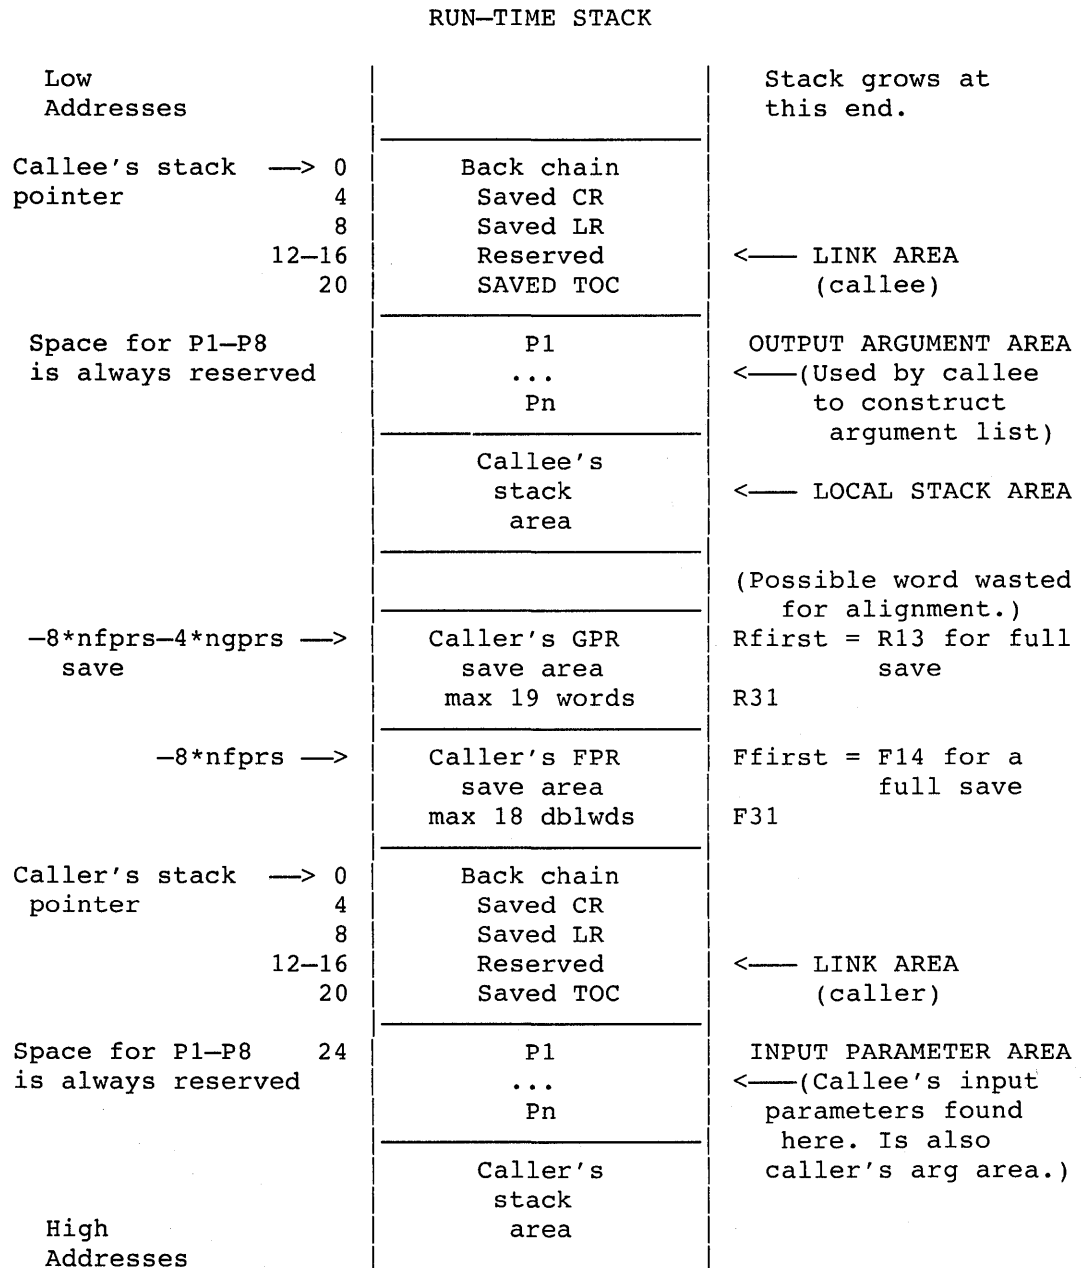 RUN—TIME STACK
Low Stack grows at
Addresses this end.
Callee's stack —> 0 Back chain
pointer 4 Saved CR
8 Saved LR
12—16 Reserved <—— LINK AREA
20 SAVED TOC (callee)
Space for P1—P8 P1 OUTPUT ARGUMENT AREA
is always reserved ... <——(Used by callee
Pn to construct
argument list)
Callee's
stack <—— LOCAL STACK AREA
area
(Possible word wasted
for alignment.)
—8*nfprs—4*ngprs —> Caller's GPR Rfirst = R13 for full
save save area save
max 19 words R31
—8*nfprs —> Caller's FPR Ffirst = F14 for a
save area full save
max 18 dblwds F31
Caller's stack —> 0 Back chain
pointer 4 Saved CR
8 Saved LR
12—16 Reserved <—— LINK AREA
20 Saved TOC (caller)
Space for P1—P8 24 P1 INPUT PARAMETER AREA
is always reserved ... <——(Callee's input
Pn parameters found
here. Is also
Caller's caller's arg area.)
stack
High area
Addresses